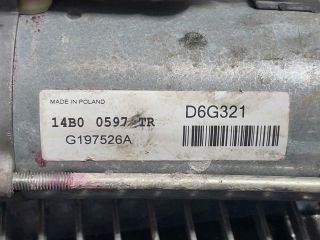 MADE IN POLAND
14B0 0597 TR
D6G321
G197526A